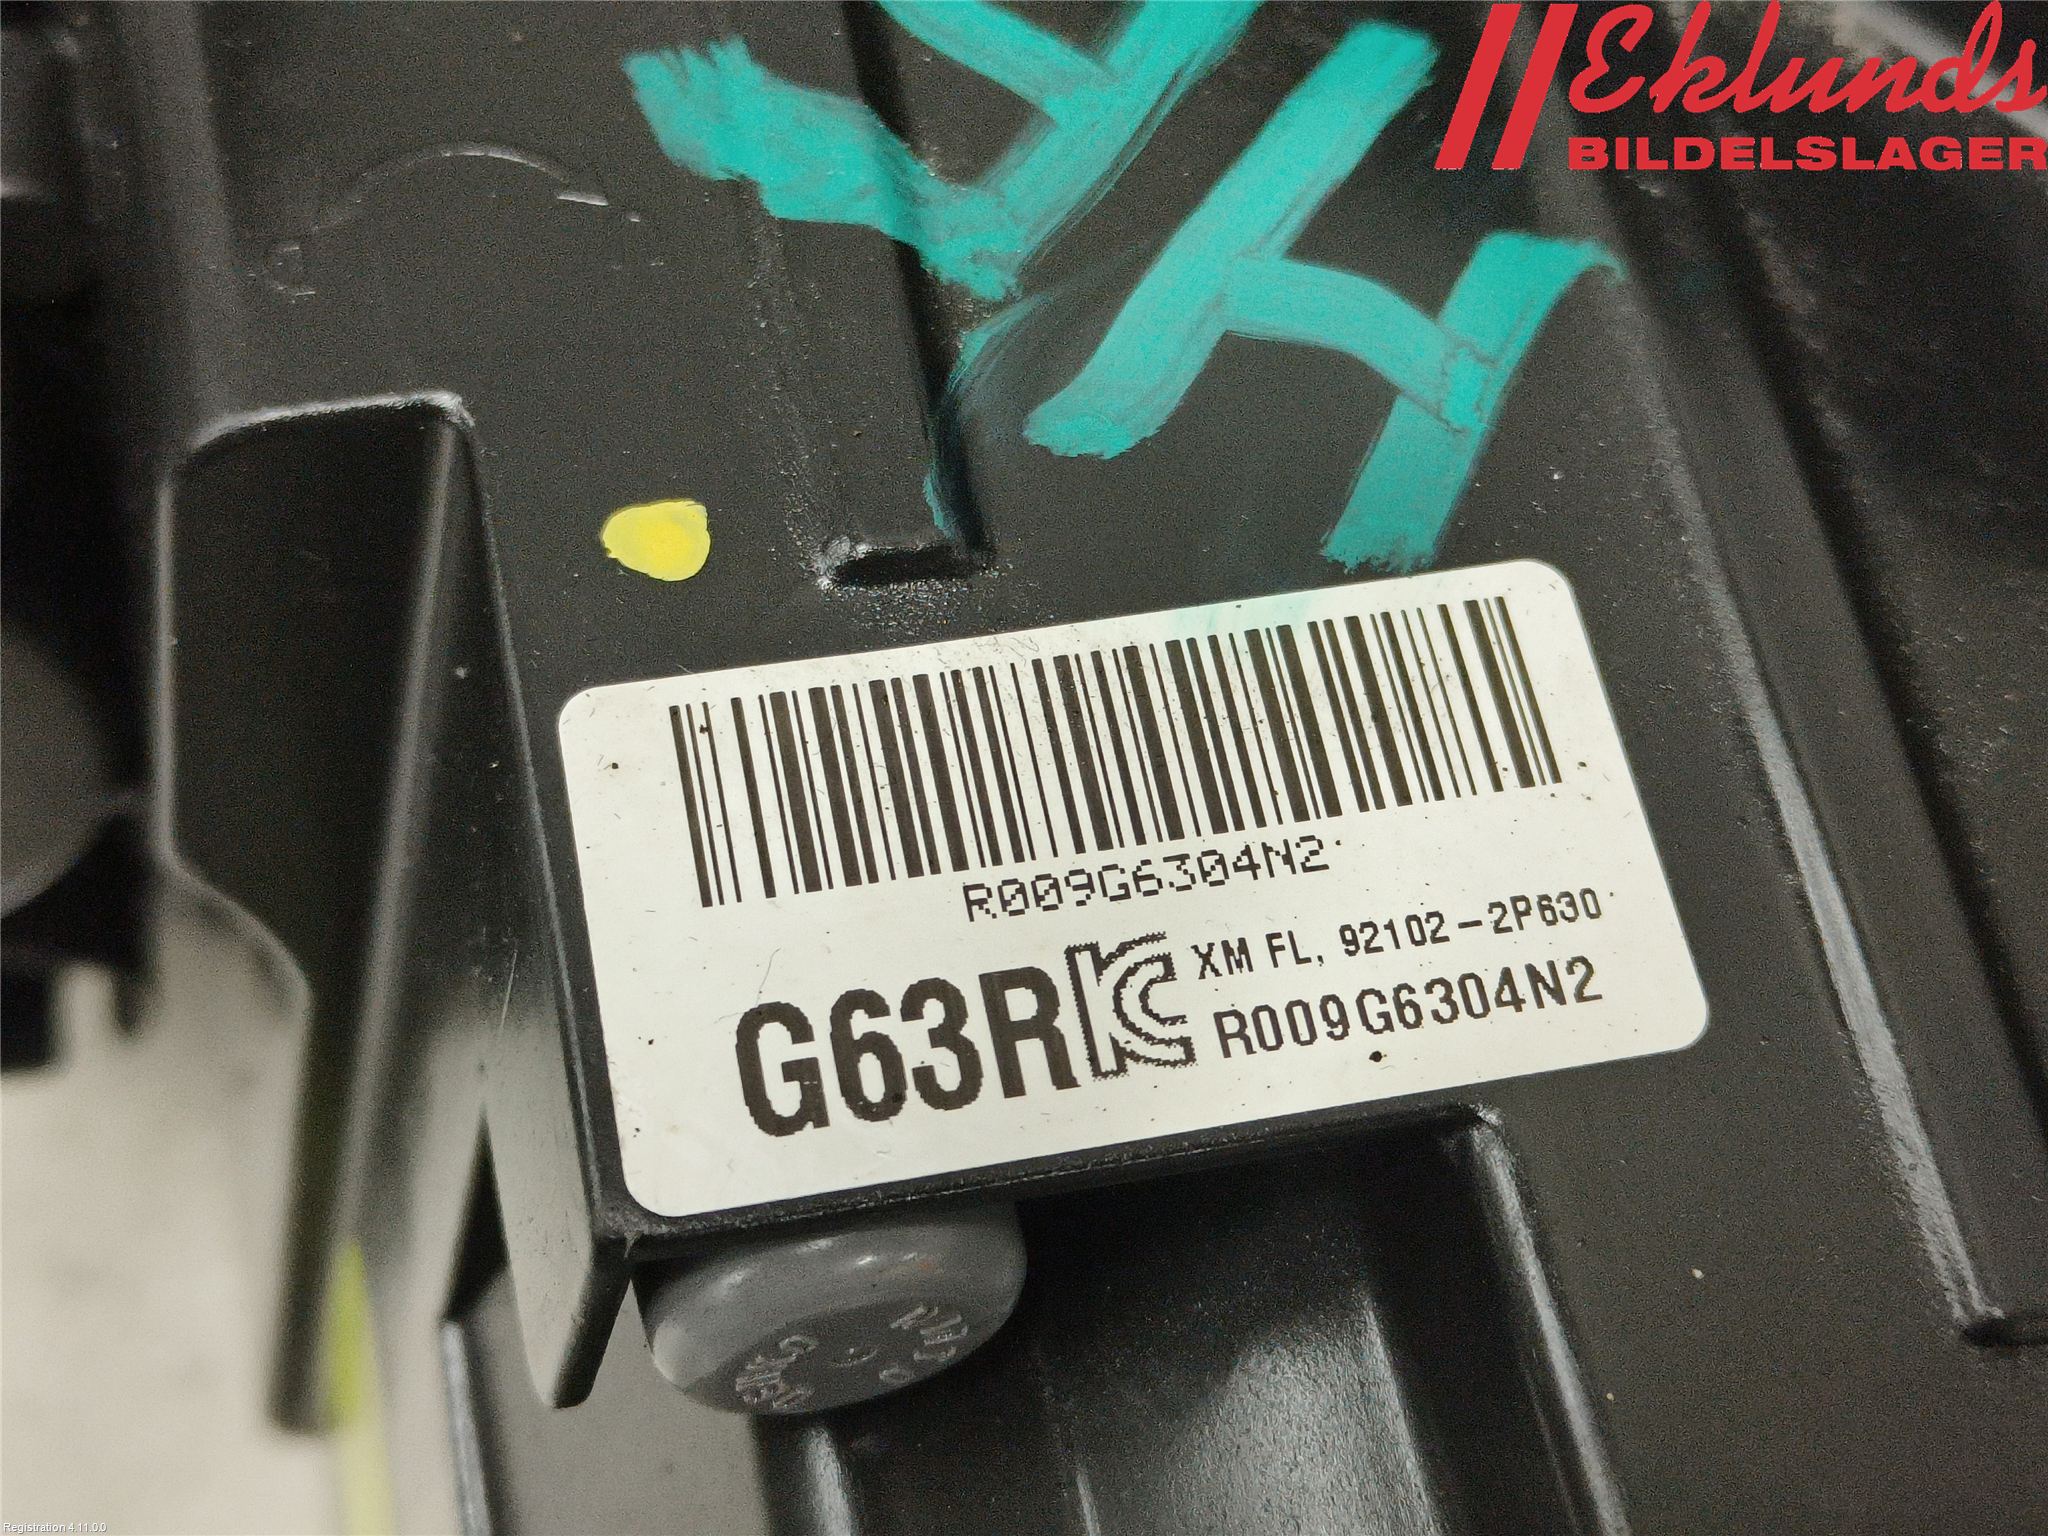 Eklunds
BILDELSLAGER
R009G6304N2
G63R
XM FL, 92102-2P630
R009G6304N2
Registration 4.11.0.0